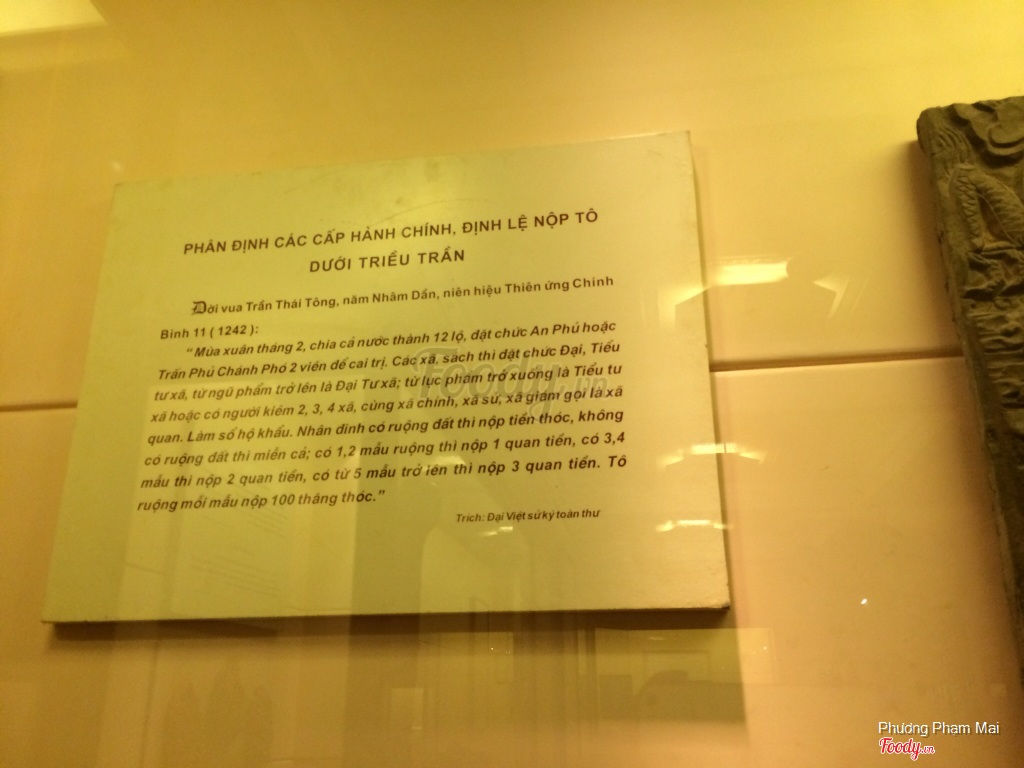 PHÂN ĐỊNH CÁC CẤP HÀNH CHÍNH, ĐỊNH LỆ NỘP TÔ
DƯỚI TRIỀU TRẦN
Đời vua Trần Thái Tông, năm Nhâm Dần, niên hiệu Thiên ứng Chính
Bình 11 ( 1242 ):
"Mùa xuân tháng 2, chia cả nước thành 12 lộ, đặt chức An Phủ hoặc
Trấn Phủ Chánh Phó 2 viên để cai trị. Các xã, sách thì đặt chức Đại, Tiểu
tư xã, từ ngũ phẩm trở lên là Đại Tư xã; từ lục phẩm trở xuống là Tiểu tư
xã hoặc có người kiêm 2, 3, 4 xã, cùng xã chính, xã sử, xã giám gọi là xã
quan. Làm sổ hộ khẩu. Nhân đinh có ruộng đất thì nộp tiền thóc, không
có ruộng đất thì miễn cả; có 1,2 mẫu ruộng thì nộp 1 quan tiền, có 3,4
mẫu thì nộp 2 quan tiền, có từ 5 mẫu trở lên thì nộp 3 quan tiền. Tô
ruộng mỗi mẫu nộp 100 thăng thóc."
Trích: Đại Việt sử ký toàn thư
Foody.vn
Phương Phạm Mai
Foody.vn